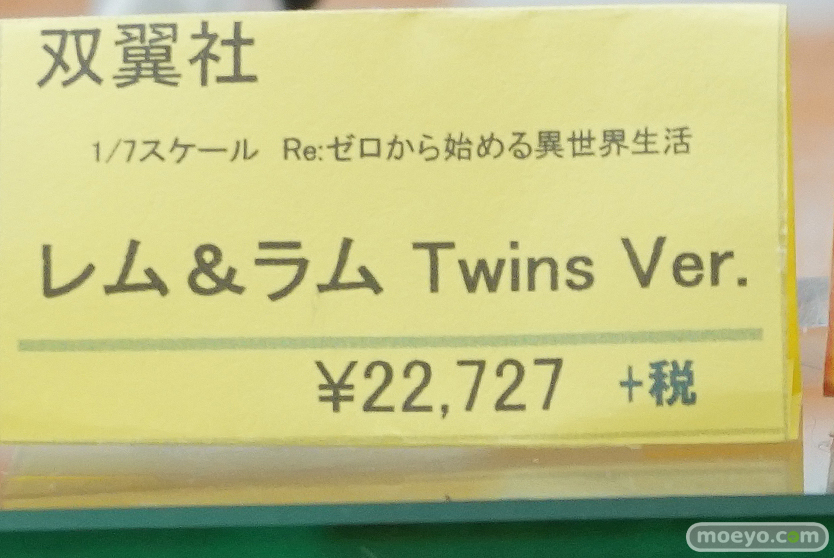 双翼社
1/7スケール Re:ゼロから始める異世界生活
レム＆ラム Twins Ver.
¥22,727 +税
moeyo.com